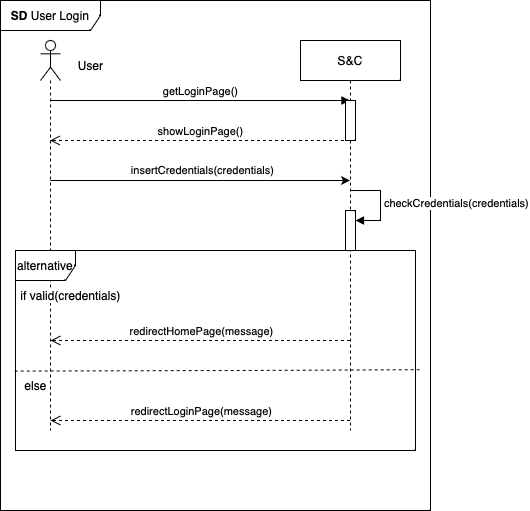 SD User Login
User
S&C
getLoginPage()
showLoginPage()
insertCredentials(credentials)
checkCredentials(credentials)
alternative
if valid(credentials)
redirectHomePage(message)
else
redirectLoginPage(message)